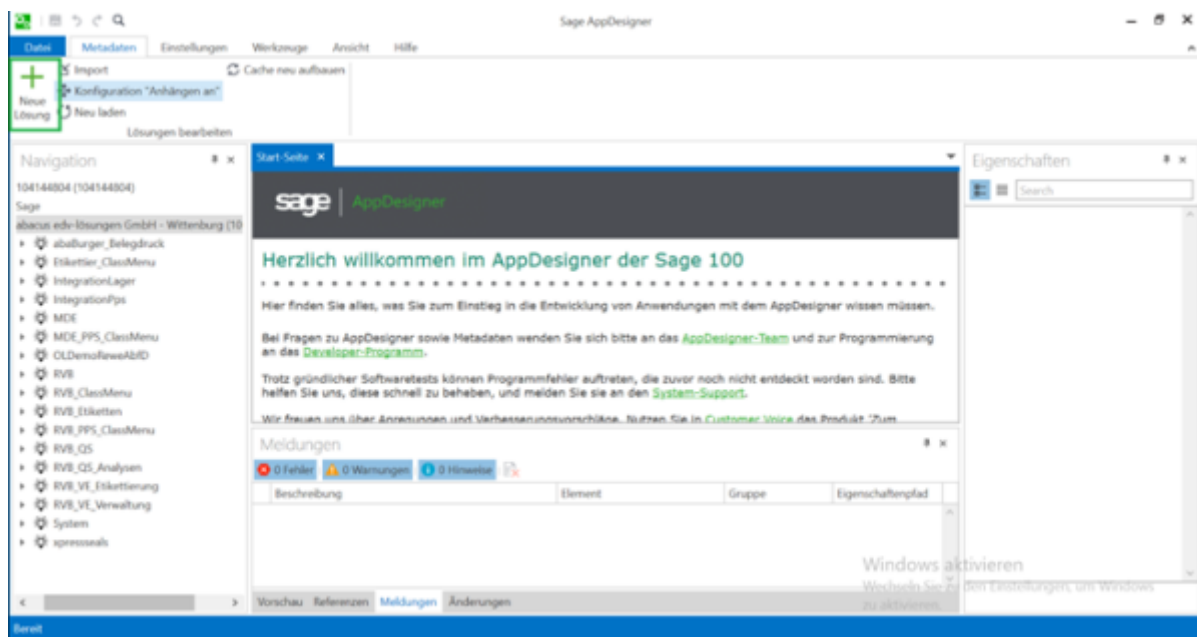 Sage AppDesigner
Datei Metadaten Einstellungen Werkzeuge Ansicht Hilfe
Neue Lösung
Import
Konfiguration "Anhängen an"
Neu laden
Cache neu aufbauen
Lösungen bearbeiten
Navigation
104144804 (104144804)
Sage
abacus edv-lösungen GmbH - Wittenburg (10
abaBurger_Belegdruck
Etikettier_ClassMenu
IntegrationLager
IntegrationPps
MDE
MDE_PPS_ClassMenu
OLDemoReweAbfD
RVB
RVB_ClassMenu
RVB_Etiketten
RVB_PPS_ClassMenu
RVB_QS
RVB_QS_Analysen
RVB_VE_Etikettierung
RVB_VE_Verwaltung
System
xpressseals
Start-Seite
sage AppDesigner
Herzlich willkommen im AppDesigner der Sage 100
Hier finden Sie alles, was Sie zum Einstieg in die Entwicklung von Anwendungen mit dem AppDesigner wissen müssen.
Bei Fragen zu AppDesigner sowie Metadaten wenden Sie sich bitte an das AppDesigner-Team und zur Programmierung
an das Developer-Programm.
Trotz gründlicher Softwaretests können Programmfehler auftreten, die zuvor noch nicht entdeckt worden sind. Bitte
helfen Sie uns, diese schnell zu beheben, und melden Sie sie an den System-Support.
Wir freuen uns über Anregungen und Verbesserungsvorschläge. Nutzen Sie in Customer Voice das Produkt "Zum
Meldungen
0 Fehler 0 Warnungen 0 Hinweise
Beschreibung Element Gruppe Eigenschaftenpfad
Vorschau Referenzen Meldungen Änderungen
Eigenschaften
Search
Windows aktivieren
Wechseln Sie zu den Einstellungen, um Windows
zu aktivieren.
Bereit